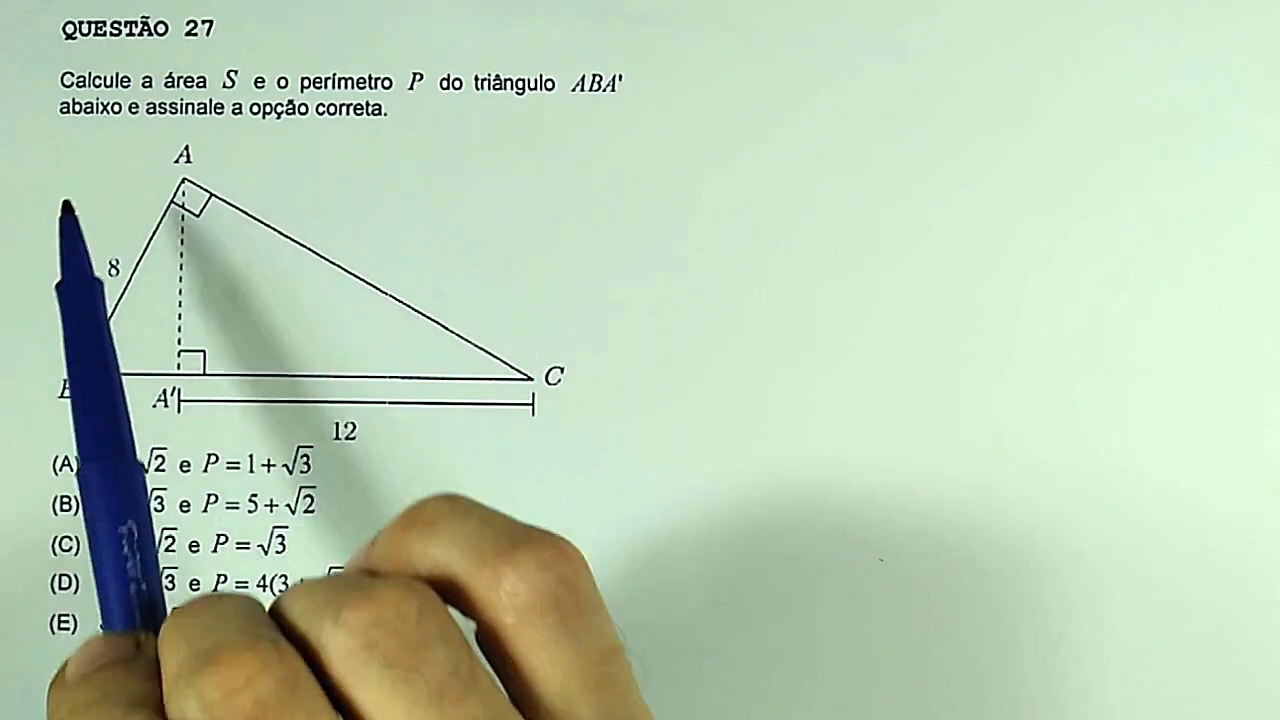 QUESTÃO 27
Calcule a área S e o perímetro P do triângulo ABA'
abaixo e assinale a opção correta.
A
8
A'
C
12
(A) √2 e P = 1 + √3
(B) √3 e P = 5 + √2
(C) √2 e P = √3
(D) √3 e P = 4(3
(E)